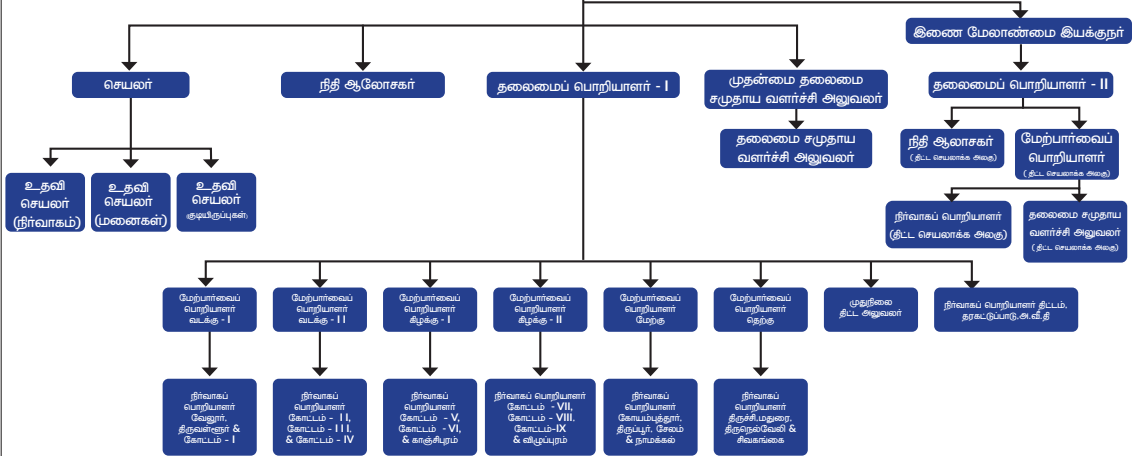 இணை மேலாண்மை இயக்குநர்
செயலர்
நிதி ஆலோசகர்
தலைமைப் பொறியாளர் - I
முதன்மை தலைமை
சமுதாய வளர்ச்சி அலுவலர்
தலைமைப் பொறியாளர் - II
தலைமை சமுதாய
வளர்ச்சி அலுவலர்
நிதி ஆலாசகர்
(திட்ட செயலாக்க அலகு)
மேற்பார்வைப்
பொறியாளர்
(திட்ட செயலாக்க அலகு)
உதவி
செயலர்
(நிர்வாகம்)
உதவி
செயலர்
(மனைகள்)
உதவி
செயலர்
(குடியிருப்புகள்)
நிர்வாகப் பொறியாளர்
(திட்ட செயலாக்க அலகு)
தலைமை சமுதாய
வளர்ச்சி அலுவலர்
(திட்ட செயலாக்க அலகு)
மேற்பார்வைப்
பொறியாளர்
வடக்கு - I
மேற்பார்வைப்
பொறியாளர்
வடக்கு - II
மேற்பார்வைப்
பொறியாளர்
கிழக்கு - I
மேற்பார்வைப்
பொறியாளர்
கிழக்கு - II
மேற்பார்வைப்
பொறியாளர்
மேற்கு
மேற்பார்வைப்
பொறியாளர்
தெற்கு
முதுநிலை
திட்ட அலுவலர்
நிர்வாகப் பொறியாளர் திட்டம்,
தரகட்டுப்பாடு,அ.வீ.தி
நிர்வாகப்
பொறியாளர்
வேலூர்,
திருவள்ளூர் &
கோட்டம் - I
நிர்வாகப்
பொறியாளர்
கோட்டம் - II,
கோட்டம் - III,
& கோட்டம் - IV
நிர்வாகப்
பொறியாளர்
கோட்டம் - V,
கோட்டம் - VI,
& காஞ்சிபுரம்
நிர்வாகப் பொறியாளர்
கோட்டம் - VII,
கோட்டம் - VIII,
கோட்டம்-IX
& விழுப்புரம்
நிர்வாகப்
பொறியாளர்
கோயம்புத்தூர்,
திருப்பூர், சேலம்
& நாமக்கல்
நிர்வாகப்
பொறியாளர்
திருச்சி,மதுரை,
திருநெல்வேலி &
சிவகங்கை